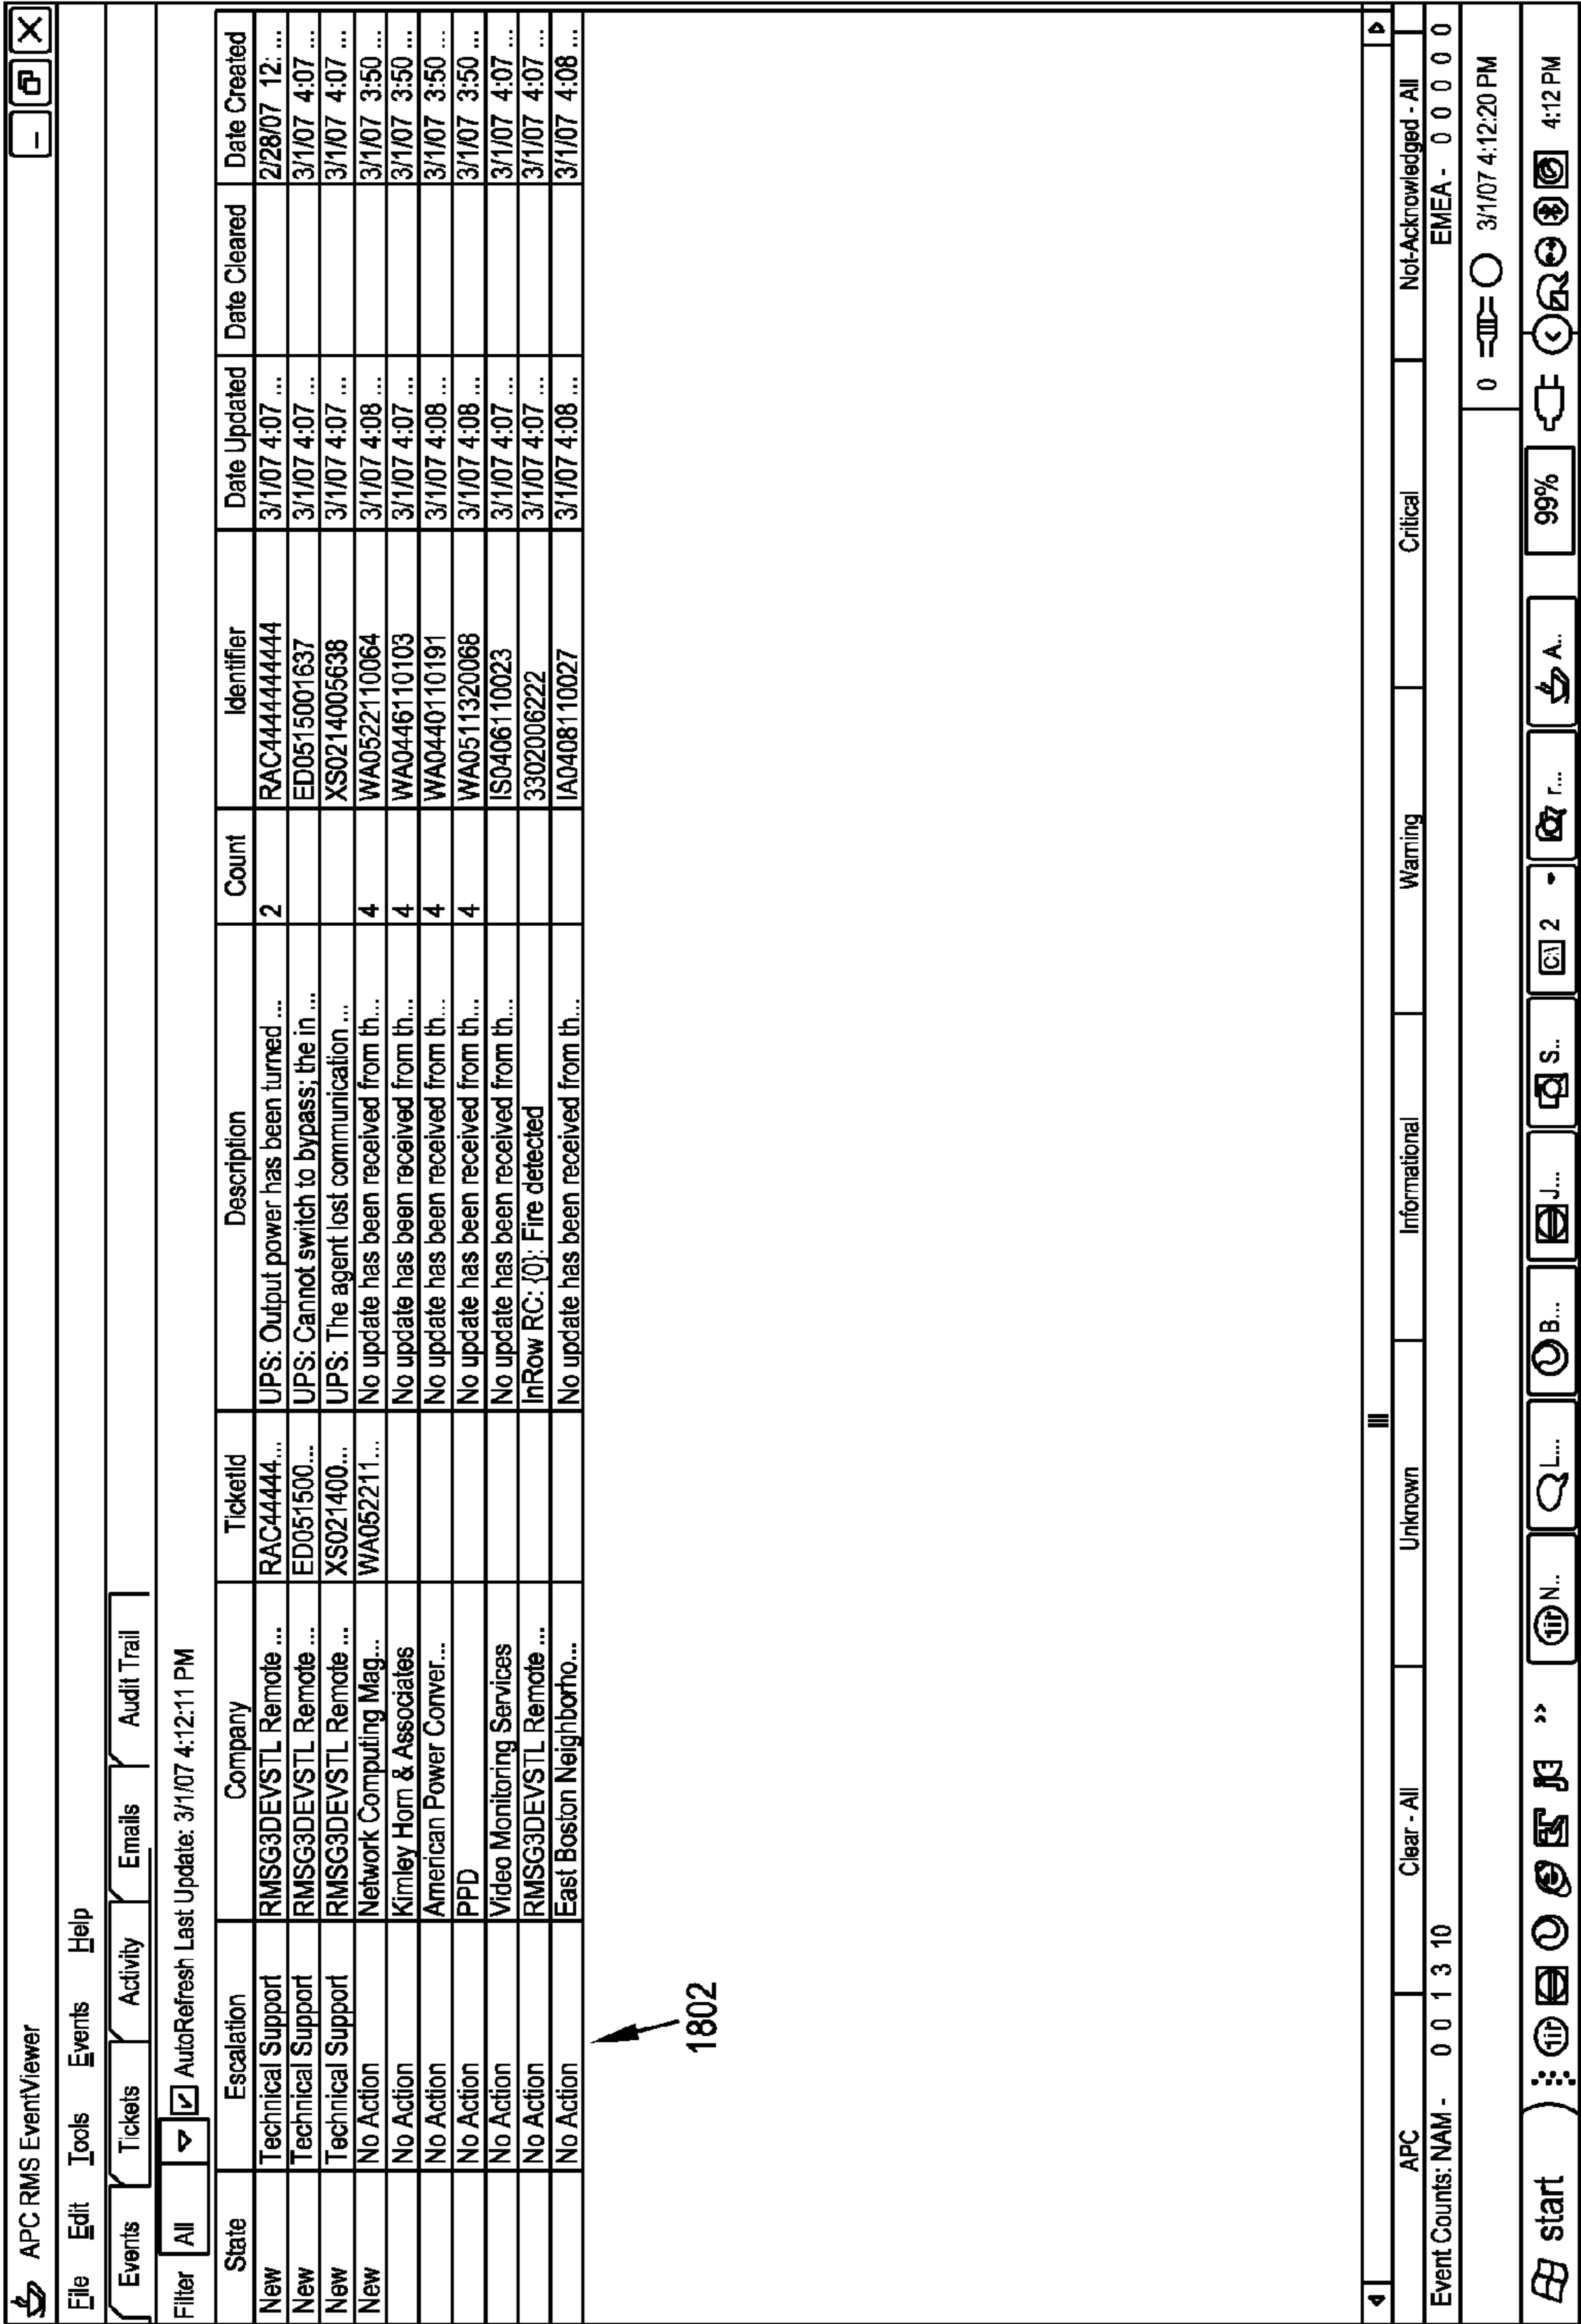 APC RMS EventViewer
File Edit Tools Events Help
Events Tickets Activity Emails Audit Trail
Filter All AutoRefresh Last Update: 3/1/07 4:12:11 PM
State Escalation Company TicketId Description Count Identifier Date Updated Date Cleared Date Created
New Technical Support RMSG3DEVSTL Remote ... RAC44444... UPS: Output power has been turned ... 2 RAC44444444444 3/1/07 4:07 ... 2/28/07 12: ...
New Technical Support RMSG3DEVSTL Remote ... ED051500... UPS: Cannot switch to bypass; the in ... ED0515001637 3/1/07 4:07 ... 3/1/07 4:07 ...
New Technical Support RMSG3DEVSTL Remote ... XS021400... UPS: The agent lost communication ... XS0214005638 3/1/07 4:07 ... 3/1/07 4:07 ...
New No Action Network Computing Mag... WA052211... No update has been received from th... 4 WA0522110064 3/1/07 4:08 ... 3/1/07 3:50 ...
No Action Kimley Horn & Associates No update has been received from th... 4 WA0446110103 3/1/07 4:07 ... 3/1/07 3:50 ...
No Action American Power Conver... No update has been received from th... 4 WA0440110191 3/1/07 4:08 ... 3/1/07 3:50 ...
No Action PPD No update has been received from th... 4 WA0511320068 3/1/07 4:08 ... 3/1/07 3:50 ...
No Action Video Monitoring Services No update has been received from th... IS0406110023 3/1/07 4:07 ... 3/1/07 4:07 ...
No Action RMSG3DEVSTL Remote ... InRow RC: {0}: Fire detected 3302006222 3/1/07 4:07 ... 3/1/07 4:07 ...
No Action East Boston Neighborho... No update has been received from th... IA0408110027 3/1/07 4:08 ... 3/1/07 4:08 ...
1802
APC Clear - All Unknown Informational Warning Critical Not-Acknowledged - All
Event Counts: NAM - 0 0 1 3 10 EMEA - 0 0 0 0 0
0 3/1/07 4:12:20 PM
start » N.. L... B... J... S.. C:\ 2 r... A.. 99% 4:12 PM